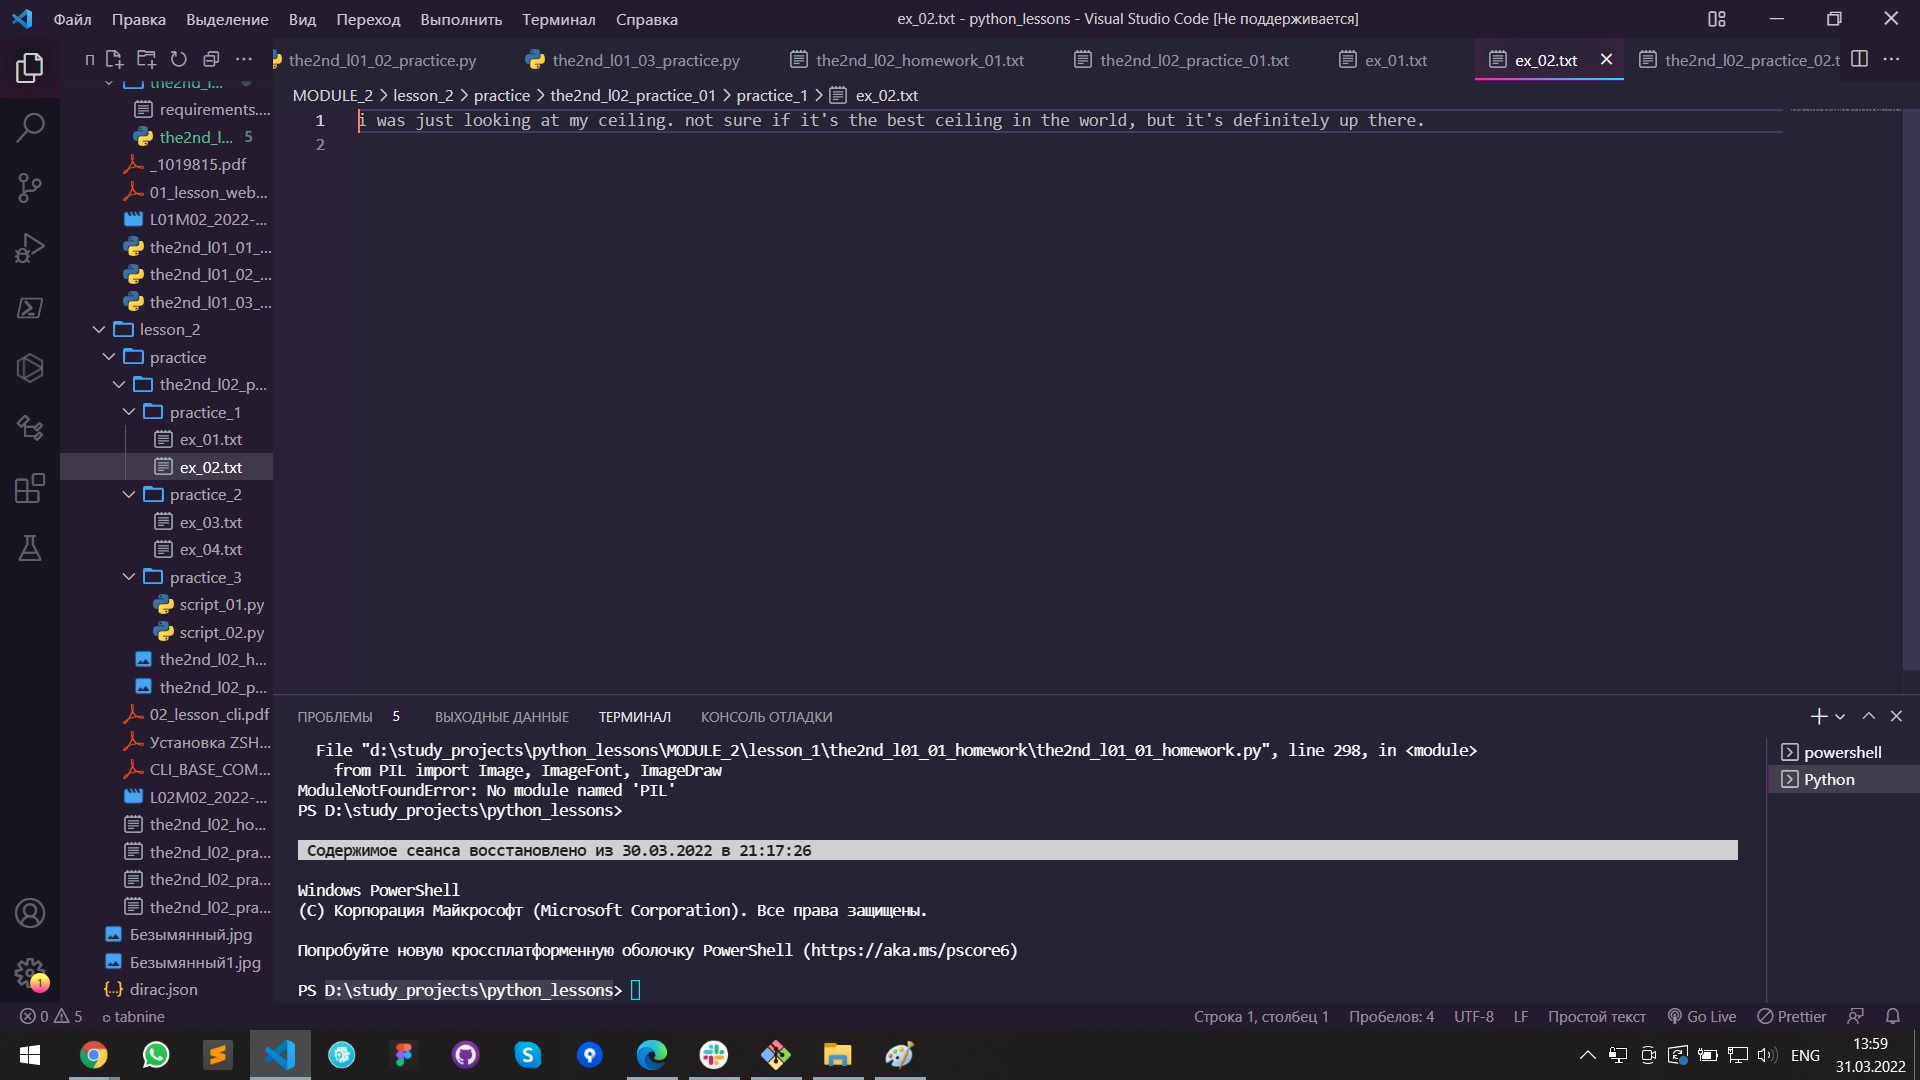 Файл Правка Выделение Вид Переход Выполнить Терминал Справка
ex_02.txt - python_lessons - Visual Studio Code [Не поддерживается]
П
the2nd_l01_02_practice.py the2nd_l01_03_practice.py the2nd_l02_homework_01.txt the2nd_l02_practice_01.txt ex_01.txt ex_02.txt the2nd_l02_practice_02.t
MODULE_2 > lesson_2 > practice > the2nd_l02_practice_01 > practice_1 > ex_02.txt
1 i was just looking at my ceiling. not sure if it's the best ceiling in the world, but it's definitely up there.
2
the2nd_l...
requirements....
the2nd_l... 5
_1019815.pdf
01_lesson_web...
L01M02_2022-...
the2nd_l01_01_...
the2nd_l01_02_...
the2nd_l01_03_...
lesson_2
practice
the2nd_l02_p...
practice_1
ex_01.txt
ex_02.txt
practice_2
ex_03.txt
ex_04.txt
practice_3
script_01.py
script_02.py
the2nd_l02_h...
the2nd_l02_p...
02_lesson_cli.pdf
Установка ZSH...
CLI_BASE_COM...
L02M02_2022-...
the2nd_l02_ho...
the2nd_l02_pra...
the2nd_l02_pra...
the2nd_l02_pra...
Безымянный.jpg
Безымянный1.jpg
dirac.json
1
ПРОБЛЕМЫ 5 ВЫХОДНЫЕ ДАННЫЕ ТЕРМИНАЛ КОНСОЛЬ ОТЛАДКИ
File "d:\study_projects\python_lessons\MODULE_2\lesson_1\the2nd_l01_01_homework\the2nd_l01_01_homework.py", line 298, in <module>
from PIL import Image, ImageFont, ImageDraw
ModuleNotFoundError: No module named 'PIL'
PS D:\study_projects\python_lessons>
Содержимое сеанса восстановлено из 30.03.2022 в 21:17:26
Windows PowerShell
(C) Корпорация Майкрософт (Microsoft Corporation). Все права защищены.
Попробуйте новую кроссплатформенную оболочку PowerShell (https://aka.ms/pscore6)
PS D:\study_projects\python_lessons>
powershell
Python
0 5 tabnine
Строка 1, столбец 1 Пробелов: 4 UTF-8 LF Простой текст Go Live Prettier
ENG
13:59
31.03.2022